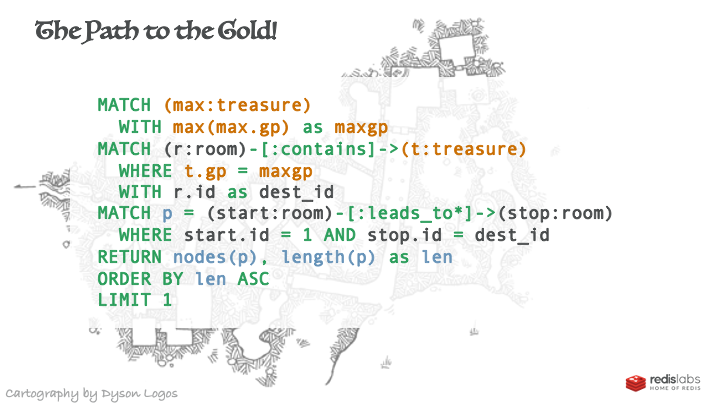 The Path to the Gold!
MATCH (max:treasure)
WITH max(max.gp) as maxgp
MATCH (r:room)-[:contains]->(t:treasure)
WHERE t.gp = maxgp
WITH r.id as dest_id
MATCH p = (start:room)-[:leads_to*]->(stop:room)
WHERE start.id = 1 AND stop.id = dest_id
RETURN nodes(p), length(p) as len
ORDER BY len ASC
LIMIT 1
Cartography by Dyson Logos
redislabs
HOME OF REDIS